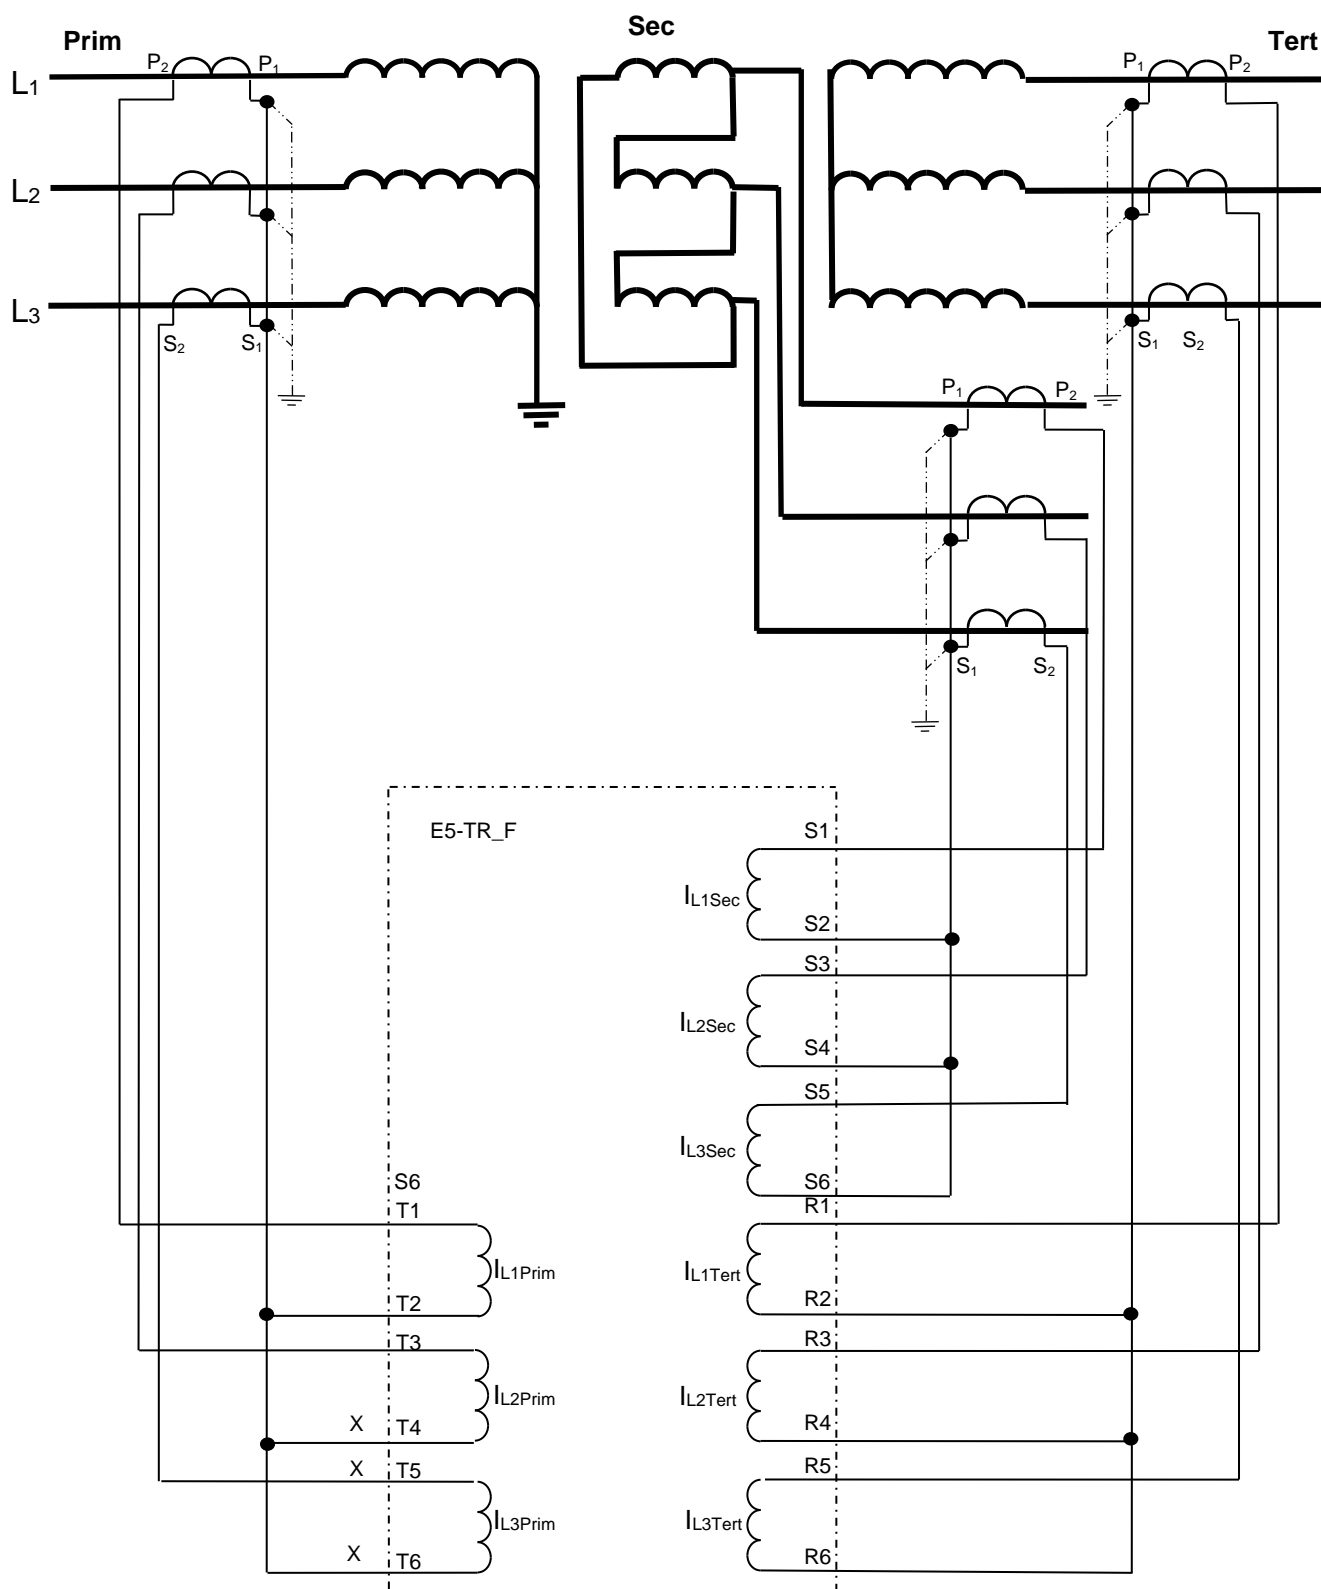 Prim
Sec
Tert
P2 P1
P1 P2
L1
L2
L3
S2 S1
S1 S2
P1 P2
S1 S2
E5-TR_F
S1
IL1Sec
S2
S3
IL2Sec
S4
S5
IL3Sec
S6
S6
T1
R1
IL1Prim
IL1Tert
T2
R2
T3
R3
IL2Prim
IL2Tert
X T4
R4
X T5
R5
IL3Prim
IL3Tert
X T6
R6